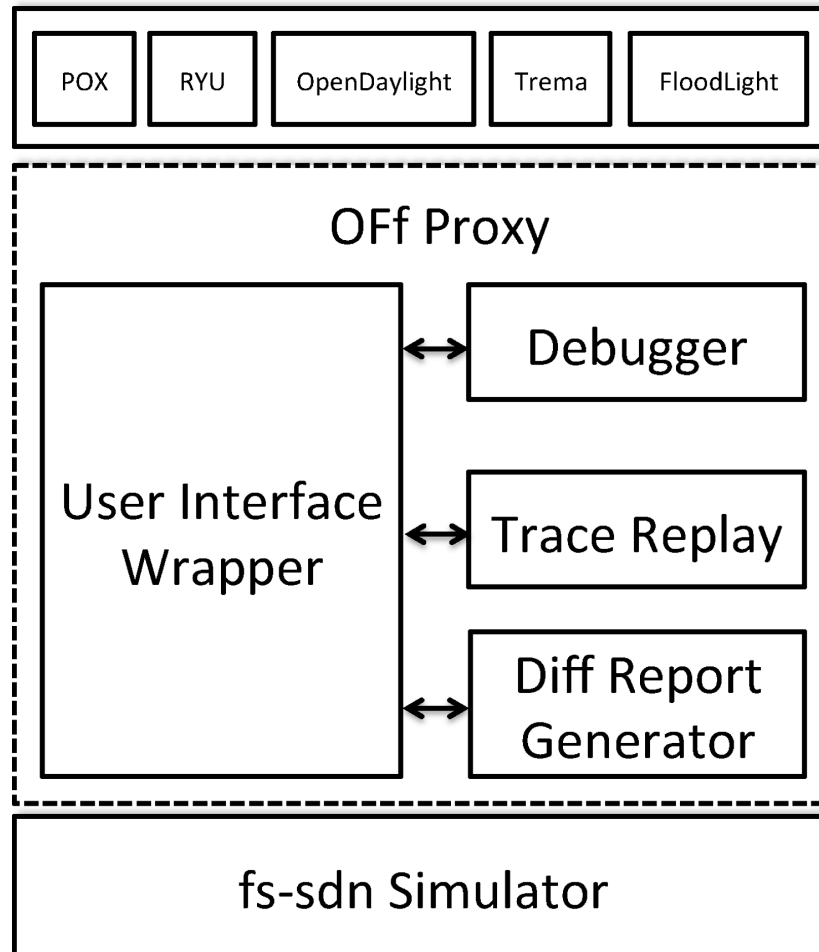 POX
RYU
OpenDaylight
Trema
FloodLight
OFf Proxy
User Interface
Wrapper
Debugger
Trace Replay
Diff Report
Generator
fs-sdn Simulator